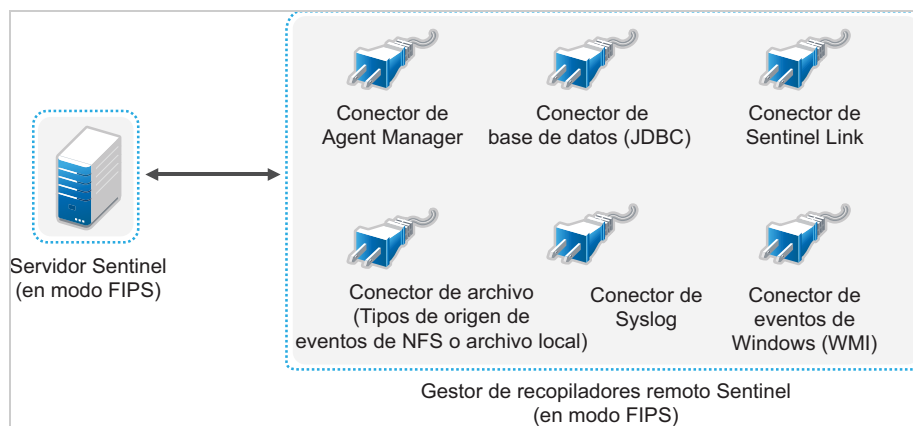 Conector de
Agent Manager
Conector de
base de datos (JDBC)
Conector de
Sentinel Link
Servidor Sentinel
(en modo FIPS)
Conector de archivo
(Tipos de origen de
eventos de NFS o archivo local)
Conector de
Syslog
Conector de
eventos de
Windows (WMI)
Gestor de recopiladores remoto Sentinel
(en modo FIPS)